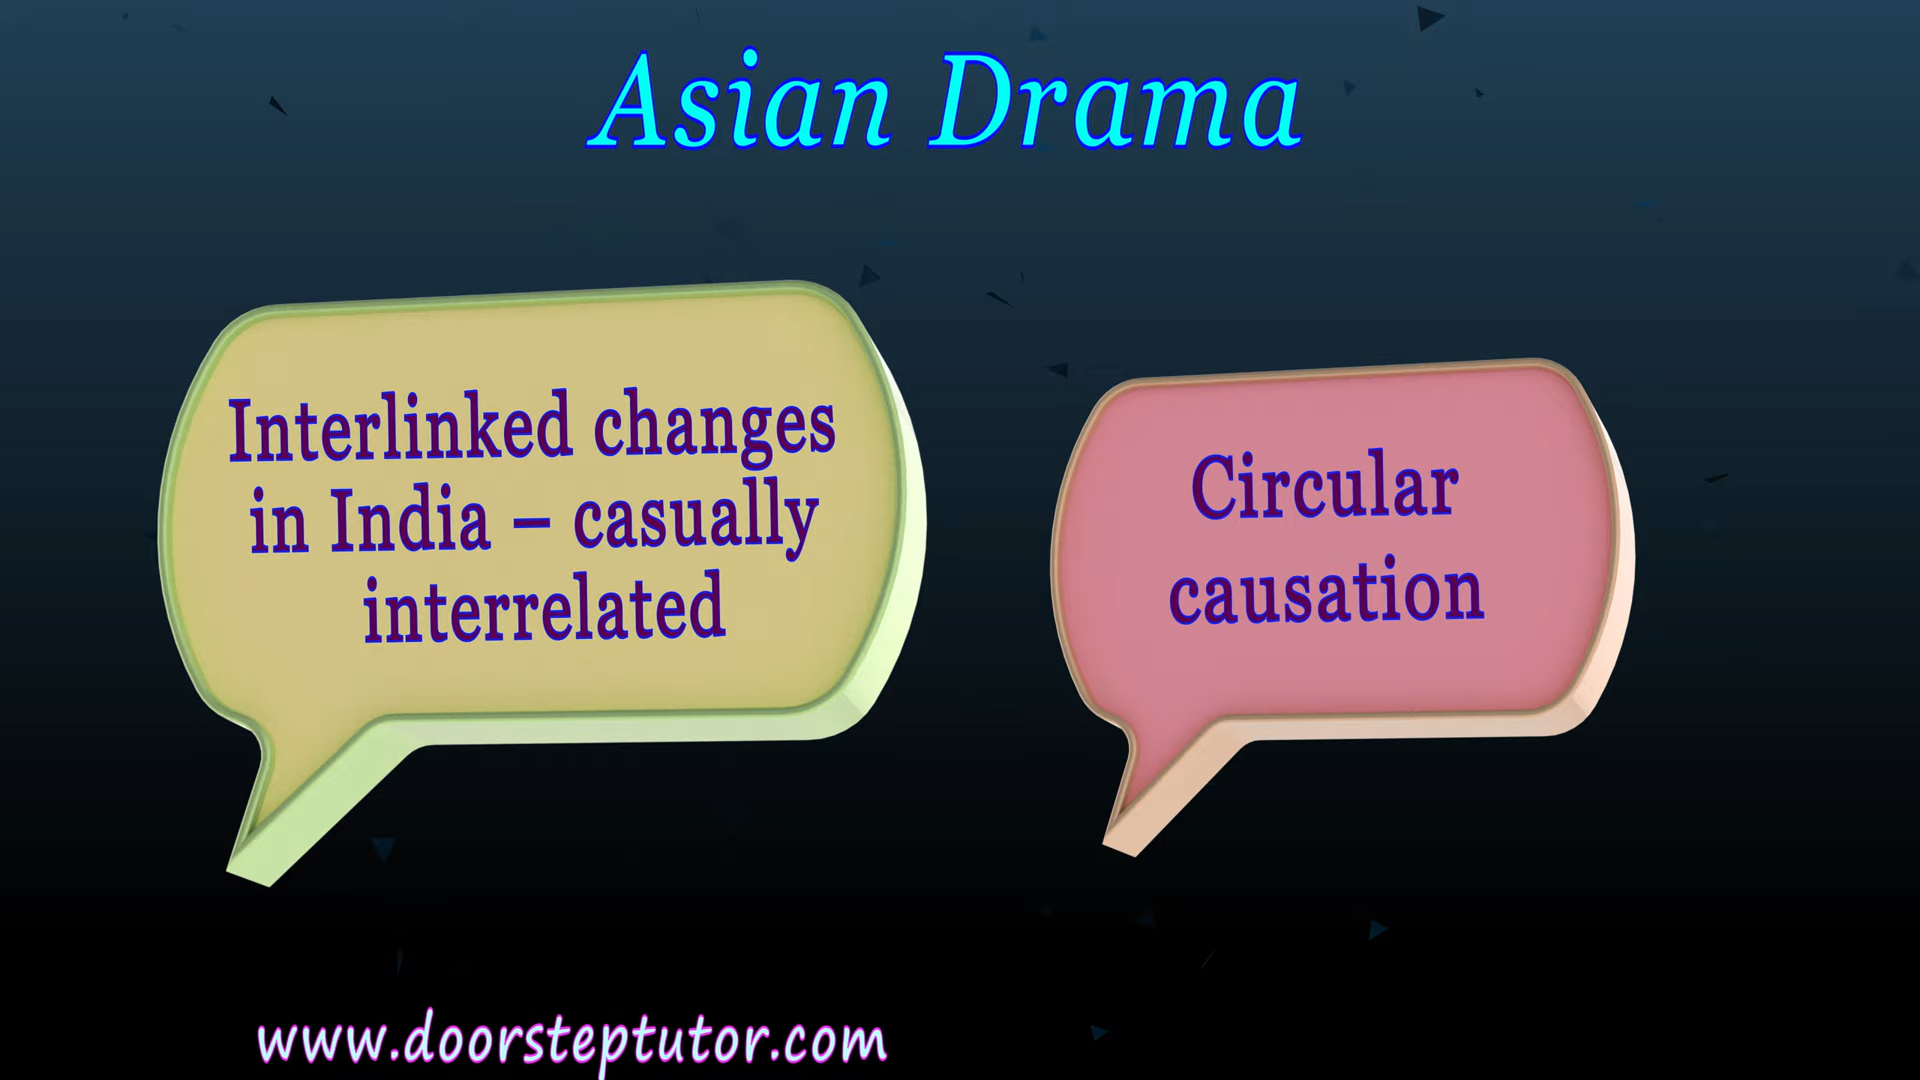 Asian Drama
Interlinked changes
in India – casually
interrelated
Circular
causation
www.doorsteptutor.com